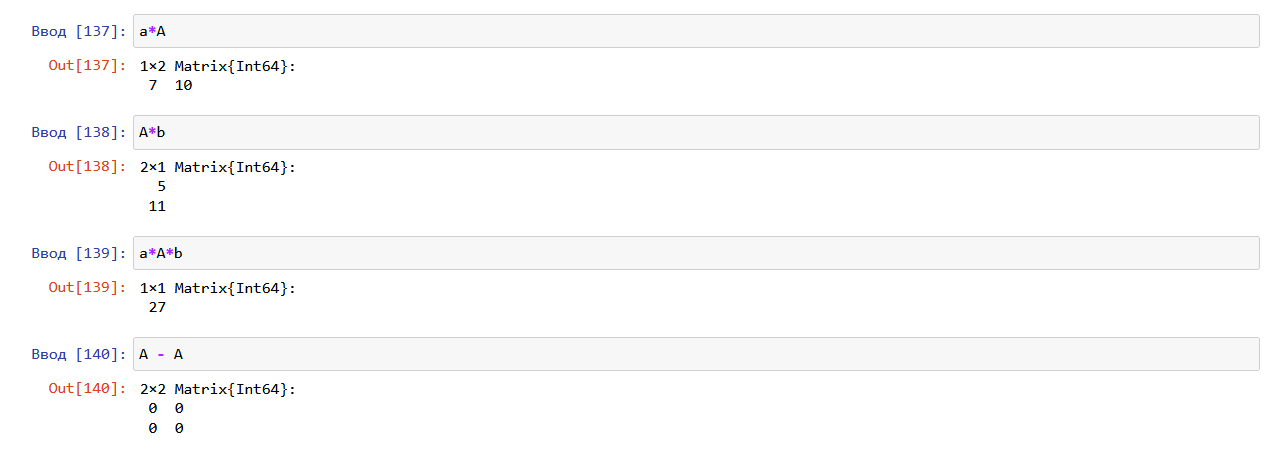 Ввод [137]: a*A
Out[137]: 1×2 Matrix{Int64}:
7  10
Ввод [138]: A*b
Out[138]: 2×1 Matrix{Int64}:
5
11
Ввод [139]: a*A*b
Out[139]: 1×1 Matrix{Int64}:
27
Ввод [140]: A - A
Out[140]: 2×2 Matrix{Int64}:
0  0
0  0